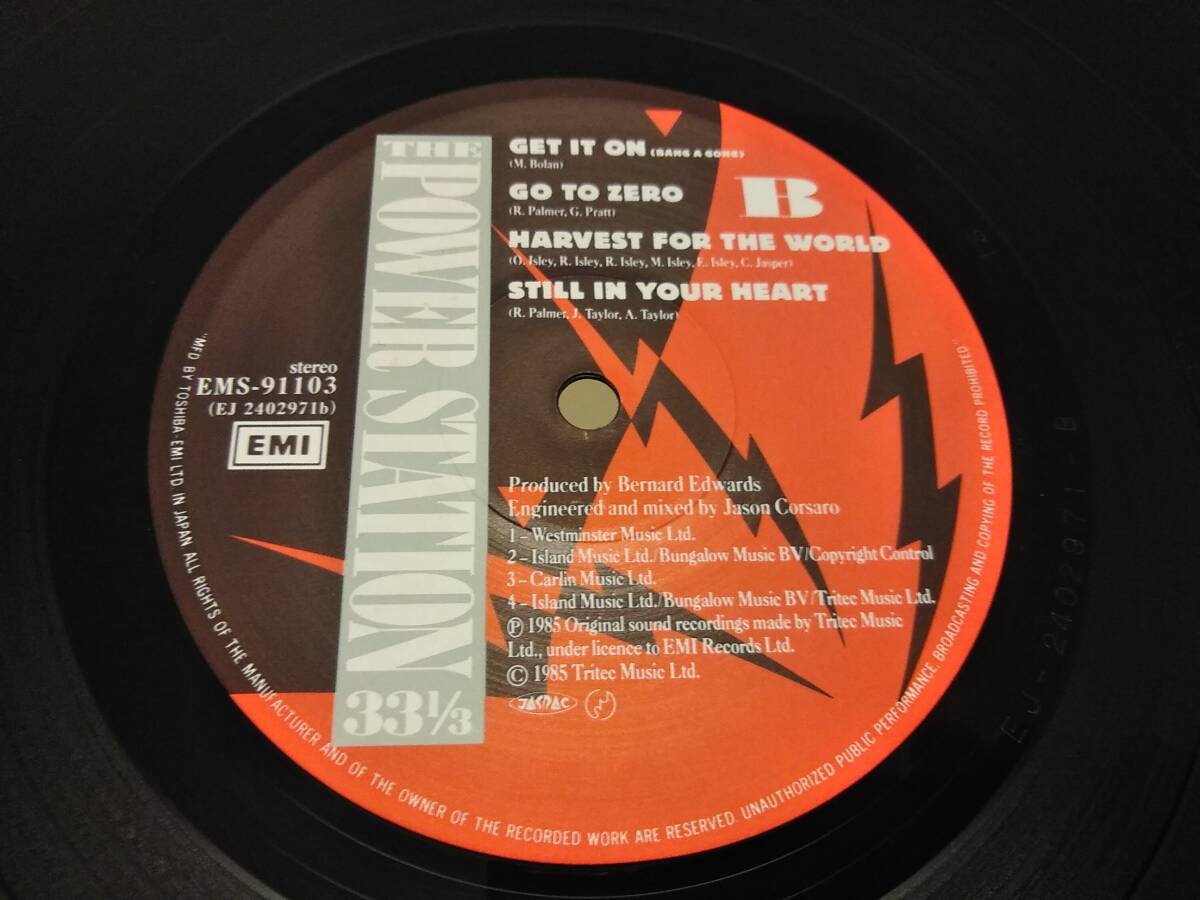 THE POWER STATION 33⅓
GET IT ON (BANG A GONG)
(M. Bolan)
GO TO ZERO
(R. Palmer, G. Pratt)
HARVEST FOR THE WORLD
(O. Isley, R. Isley, R. Isley, M. Isley, E. Isley, C. Jasper)
STILL IN YOUR HEART
(R. Palmer, J. Taylor, A. Taylor)
B
stereo
EMS-91103
(EJ 2402971b)
EMI
Produced by Bernard Edwards
Engineered and mixed by Jason Corsaro
1 – Westminster Music Ltd.
2 – Island Music Ltd./Bungalow Music BV/Copyright Control
3 – Carlin Music Ltd.
4 – Island Music Ltd./Bungalow Music BV/Tritec Music Ltd.
Ⓟ 1985 Original sound recordings made by Tritec Music
Ltd., under licence to EMI Records Ltd.
© 1985 Tritec Music Ltd.
JASRAC
"MFD BY TOSHIBA-EMI LTD IN JAPAN ALL RIGHTS OF THE MANUFACTURER AND OF THE OWNER OF THE RECORDED WORK ARE RESERVED. UNAUTHORIZED PUBLIC PERFORMANCE, BROADCASTING AND COPYING OF THE RECORD PROHIBITED."
EJ-2402971-B